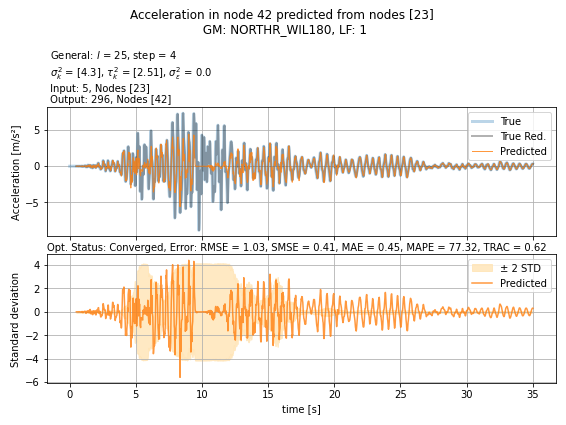 Acceleration in node 42 predicted from nodes [23]
GM: NORTHR_WIL180, LF: 1
General: l = 25, step = 4
σ²ₖ = [4.3], τ²ₖ = [2.51], σ²ε = 0.0
Input: 5, Nodes [23]
Output: 296, Nodes [42]
Acceleration [m/s²]
5
0
−5
True
True Red.
Predicted
Opt. Status: Converged, Error: RMSE = 1.03, SMSE = 0.41, MAE = 0.45, MAPE = 77.32, TRAC = 0.62
Standard deviation
4
2
0
−2
−4
−6
± 2 STD
Predicted
0 5 10 15 20 25 30 35
time [s]